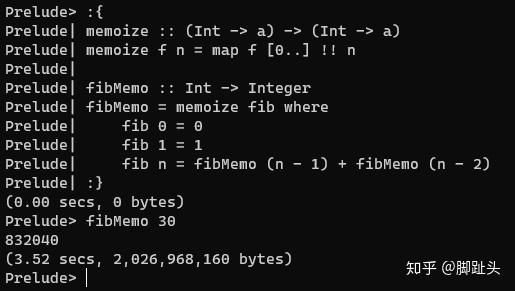 Prelude> :{
Prelude| memoize :: (Int -> a) -> (Int -> a)
Prelude| memoize f n = map f [0..] !! n
Prelude|
Prelude| fibMemo :: Int -> Integer
Prelude| fibMemo = memoize fib where
Prelude|     fib 0 = 0
Prelude|     fib 1 = 1
Prelude|     fib n = fibMemo (n - 1) + fibMemo (n - 2)
Prelude| :}
(0.00 secs, 0 bytes)
Prelude> fibMemo 30
832040
(3.52 secs, 2,026,968,160 bytes)
Prelude>
知乎 @脚趾头